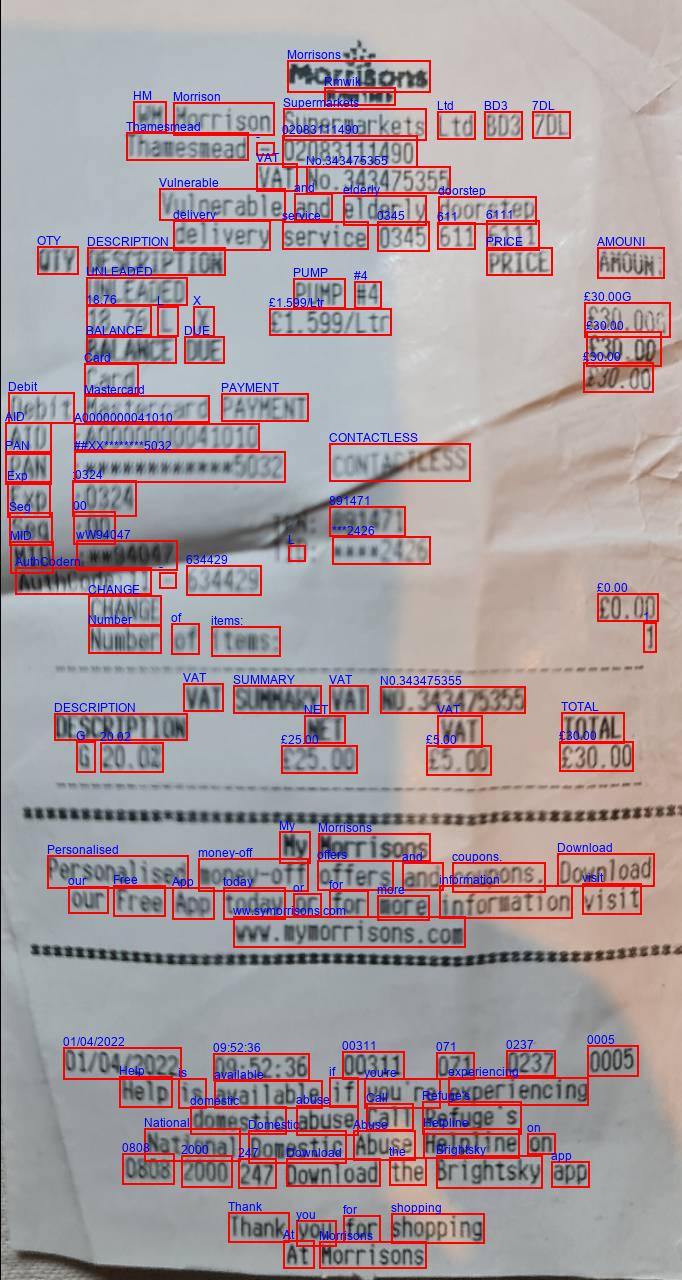 Morrisons
WM Morrison Supermarkets Ltd BD3 7DL
Thamesmead - 02083111490
VAT No.343475355
Vulnerable and elderly doorstep
delivery service 0345 611 6111
QTY DESCRIPTION PRICE AMOUNT
UNLEADED PUMP #4
18.76 L X £1.599/Ltr £30.00G
BALANCE DUE £30.00
Card £30.00
Debit Mastercard PAYMENT
AID :A0000000041010
PAN :************5032 CONTACTLESS
Exp :0324
Seq :00
MID :**94047 ****2426
AuthCode: 634429
CHANGE £0.00
Number of items: 1
VAT SUMMARY VAT NO.343475355
DESCRIPTION NET VAT TOTAL
G 20.0% £25.00 £5.00 £30.00
My Morrisons
Personalised money-off offers and coupons. Download
our Free App today or for more information visit
www.mymorrisons.com
01/04/2022 09:52:36 00311 071 0237 0005
Help is available if you're experiencing
domestic abuse Call Refuge's
National Domestic Abuse Helpline on
0808 2000 247 Download the Brightsky app
Thank you for shopping
At Morrisons